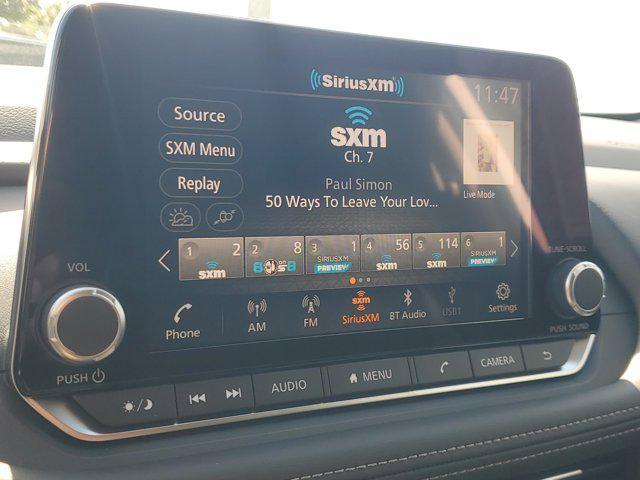 SiriusXM
11:47
Source
SXM Menu
Replay
sxm
Ch. 7
Paul Simon
50 Ways To Leave Your Lov...
Live Mode
1 2 sxm
2 8
3 1 SIRIUSXM PREVIEW
4 56 sxm
5 114 sxm
6 1 SIRIUSXM PREVIEW
VOL
TUNE•SCROLL
Phone
AM
FM
sxm
SiriusXM
BT Audio
USB1
Settings
PUSH
PUSH SOUND
AUDIO
MENU
CAMERA